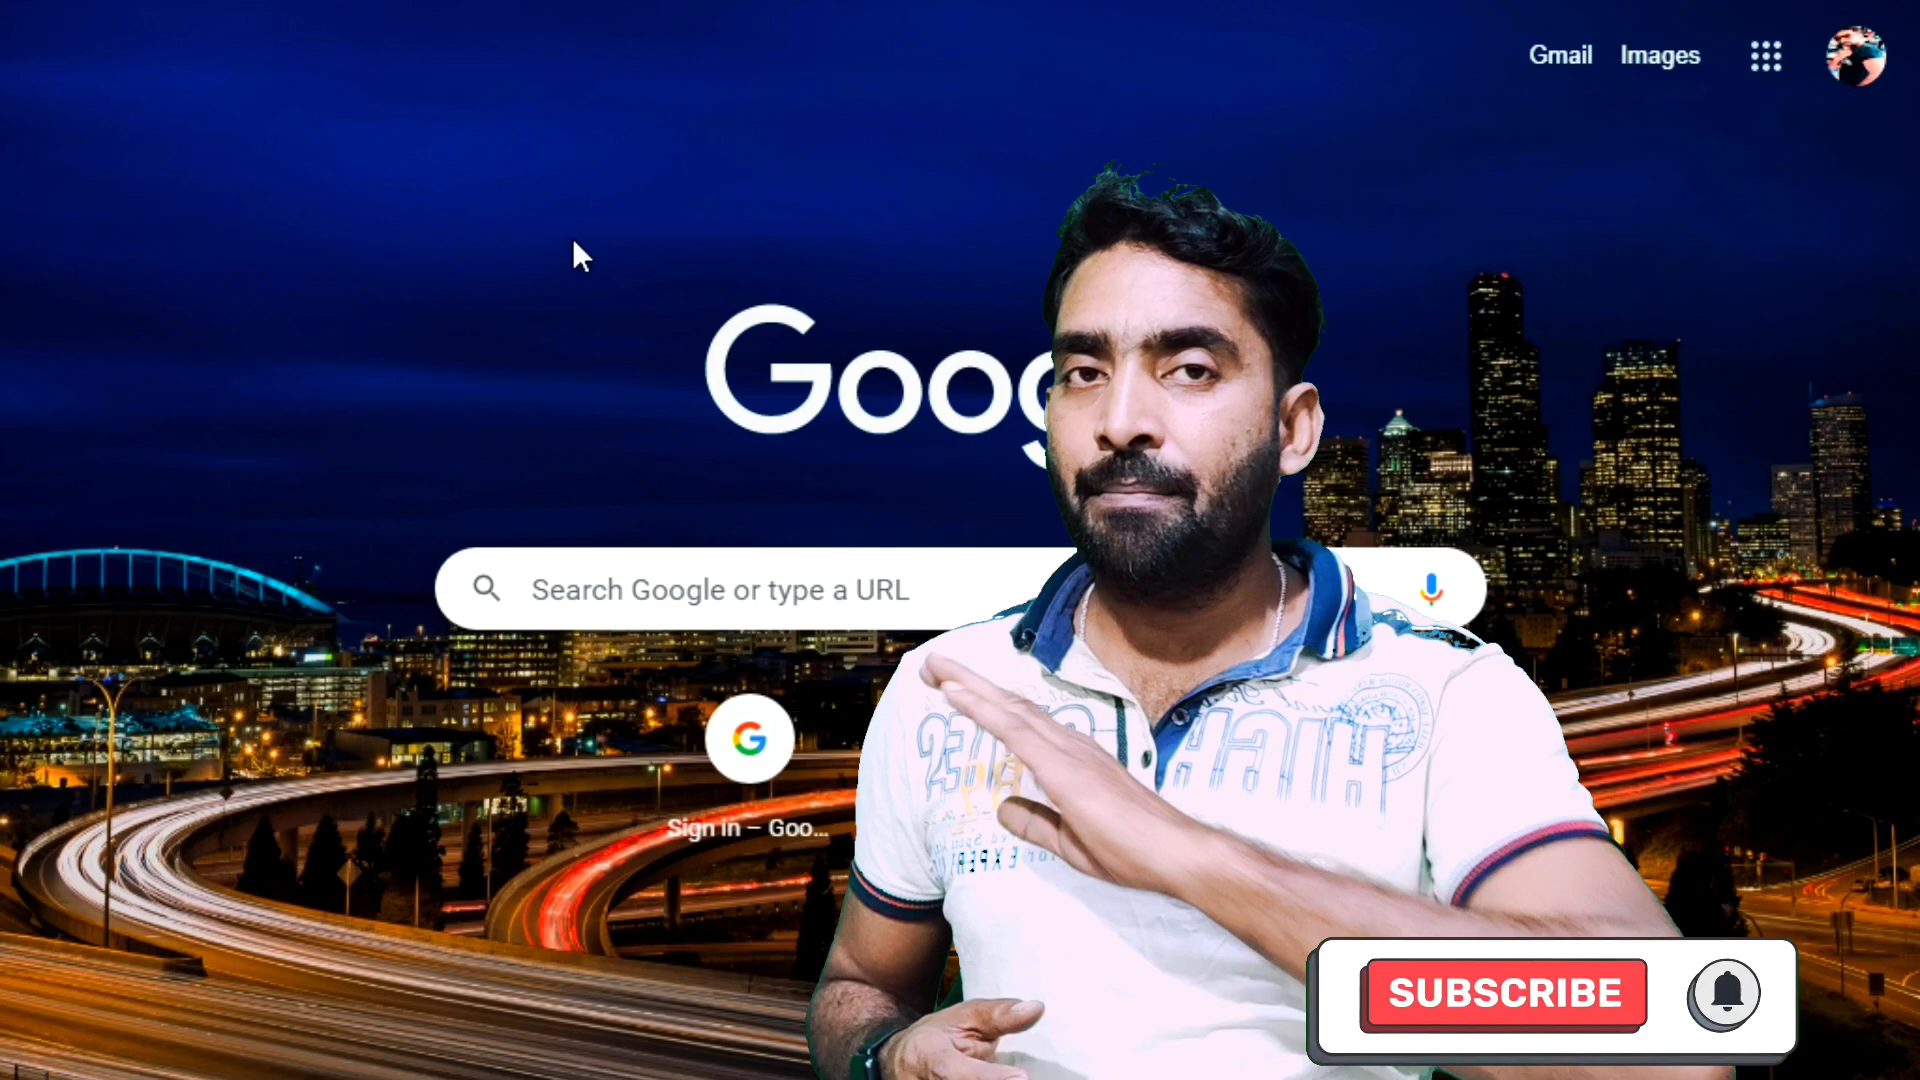 Gmail Images
Goog
Search Google or type a URL
Sign in – Goo...
SUBSCRIBE